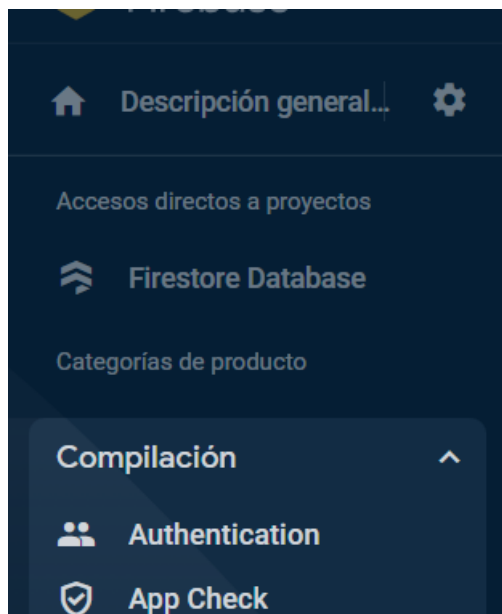 Descripción general...
Accesos directos a proyectos
Firestore Database
Categorías de producto
Compilación
Authentication
App Check